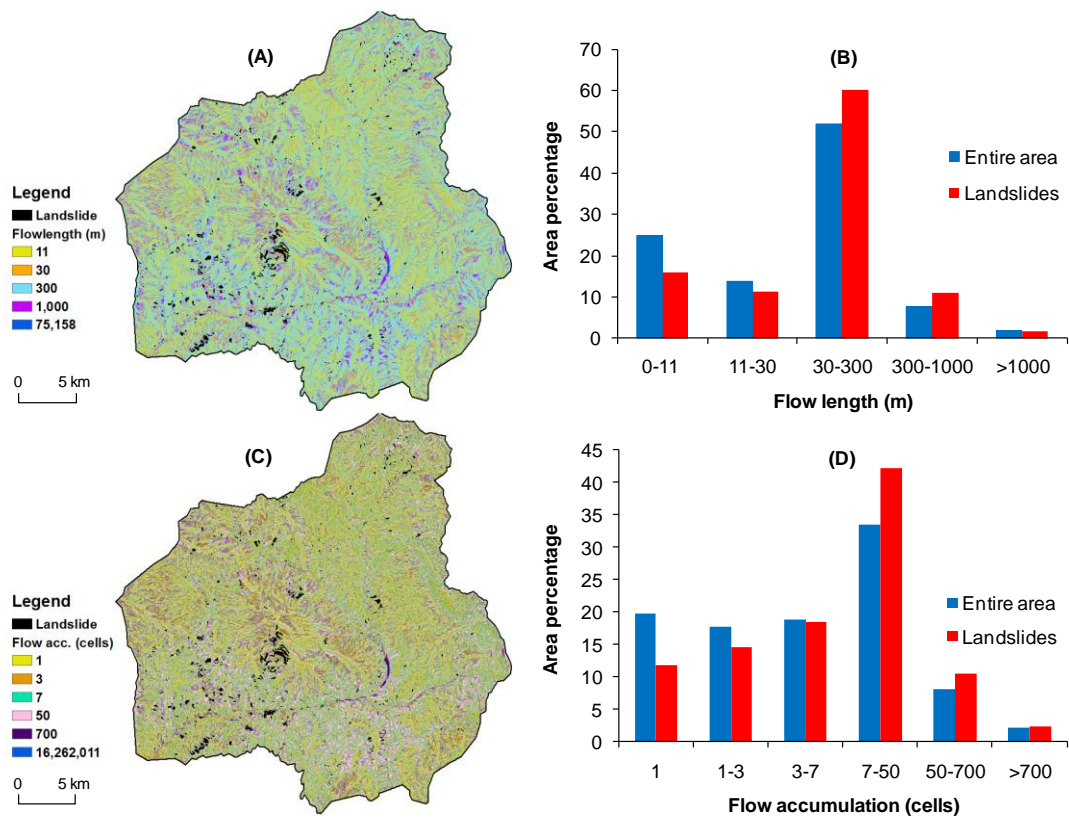 (A)
Legend
Landslide
Flowlength (m)
11
30
300
1,000
75,158
0 5 km
(B)
Area percentage
70
60
50
40
30
20
10
0
Entire area
Landslides
0-11 11-30 30-300 300-1000 >1000
Flow length (m)
(C)
Legend
Landslide
Flow acc. (cells)
1
3
7
50
700
16,262,011
0 5 km
(D)
Area percentage
45
40
35
30
25
20
15
10
5
0
Entire area
Landslides
1 1-3 3-7 7-50 50-700 >700
Flow accumulation (cells)